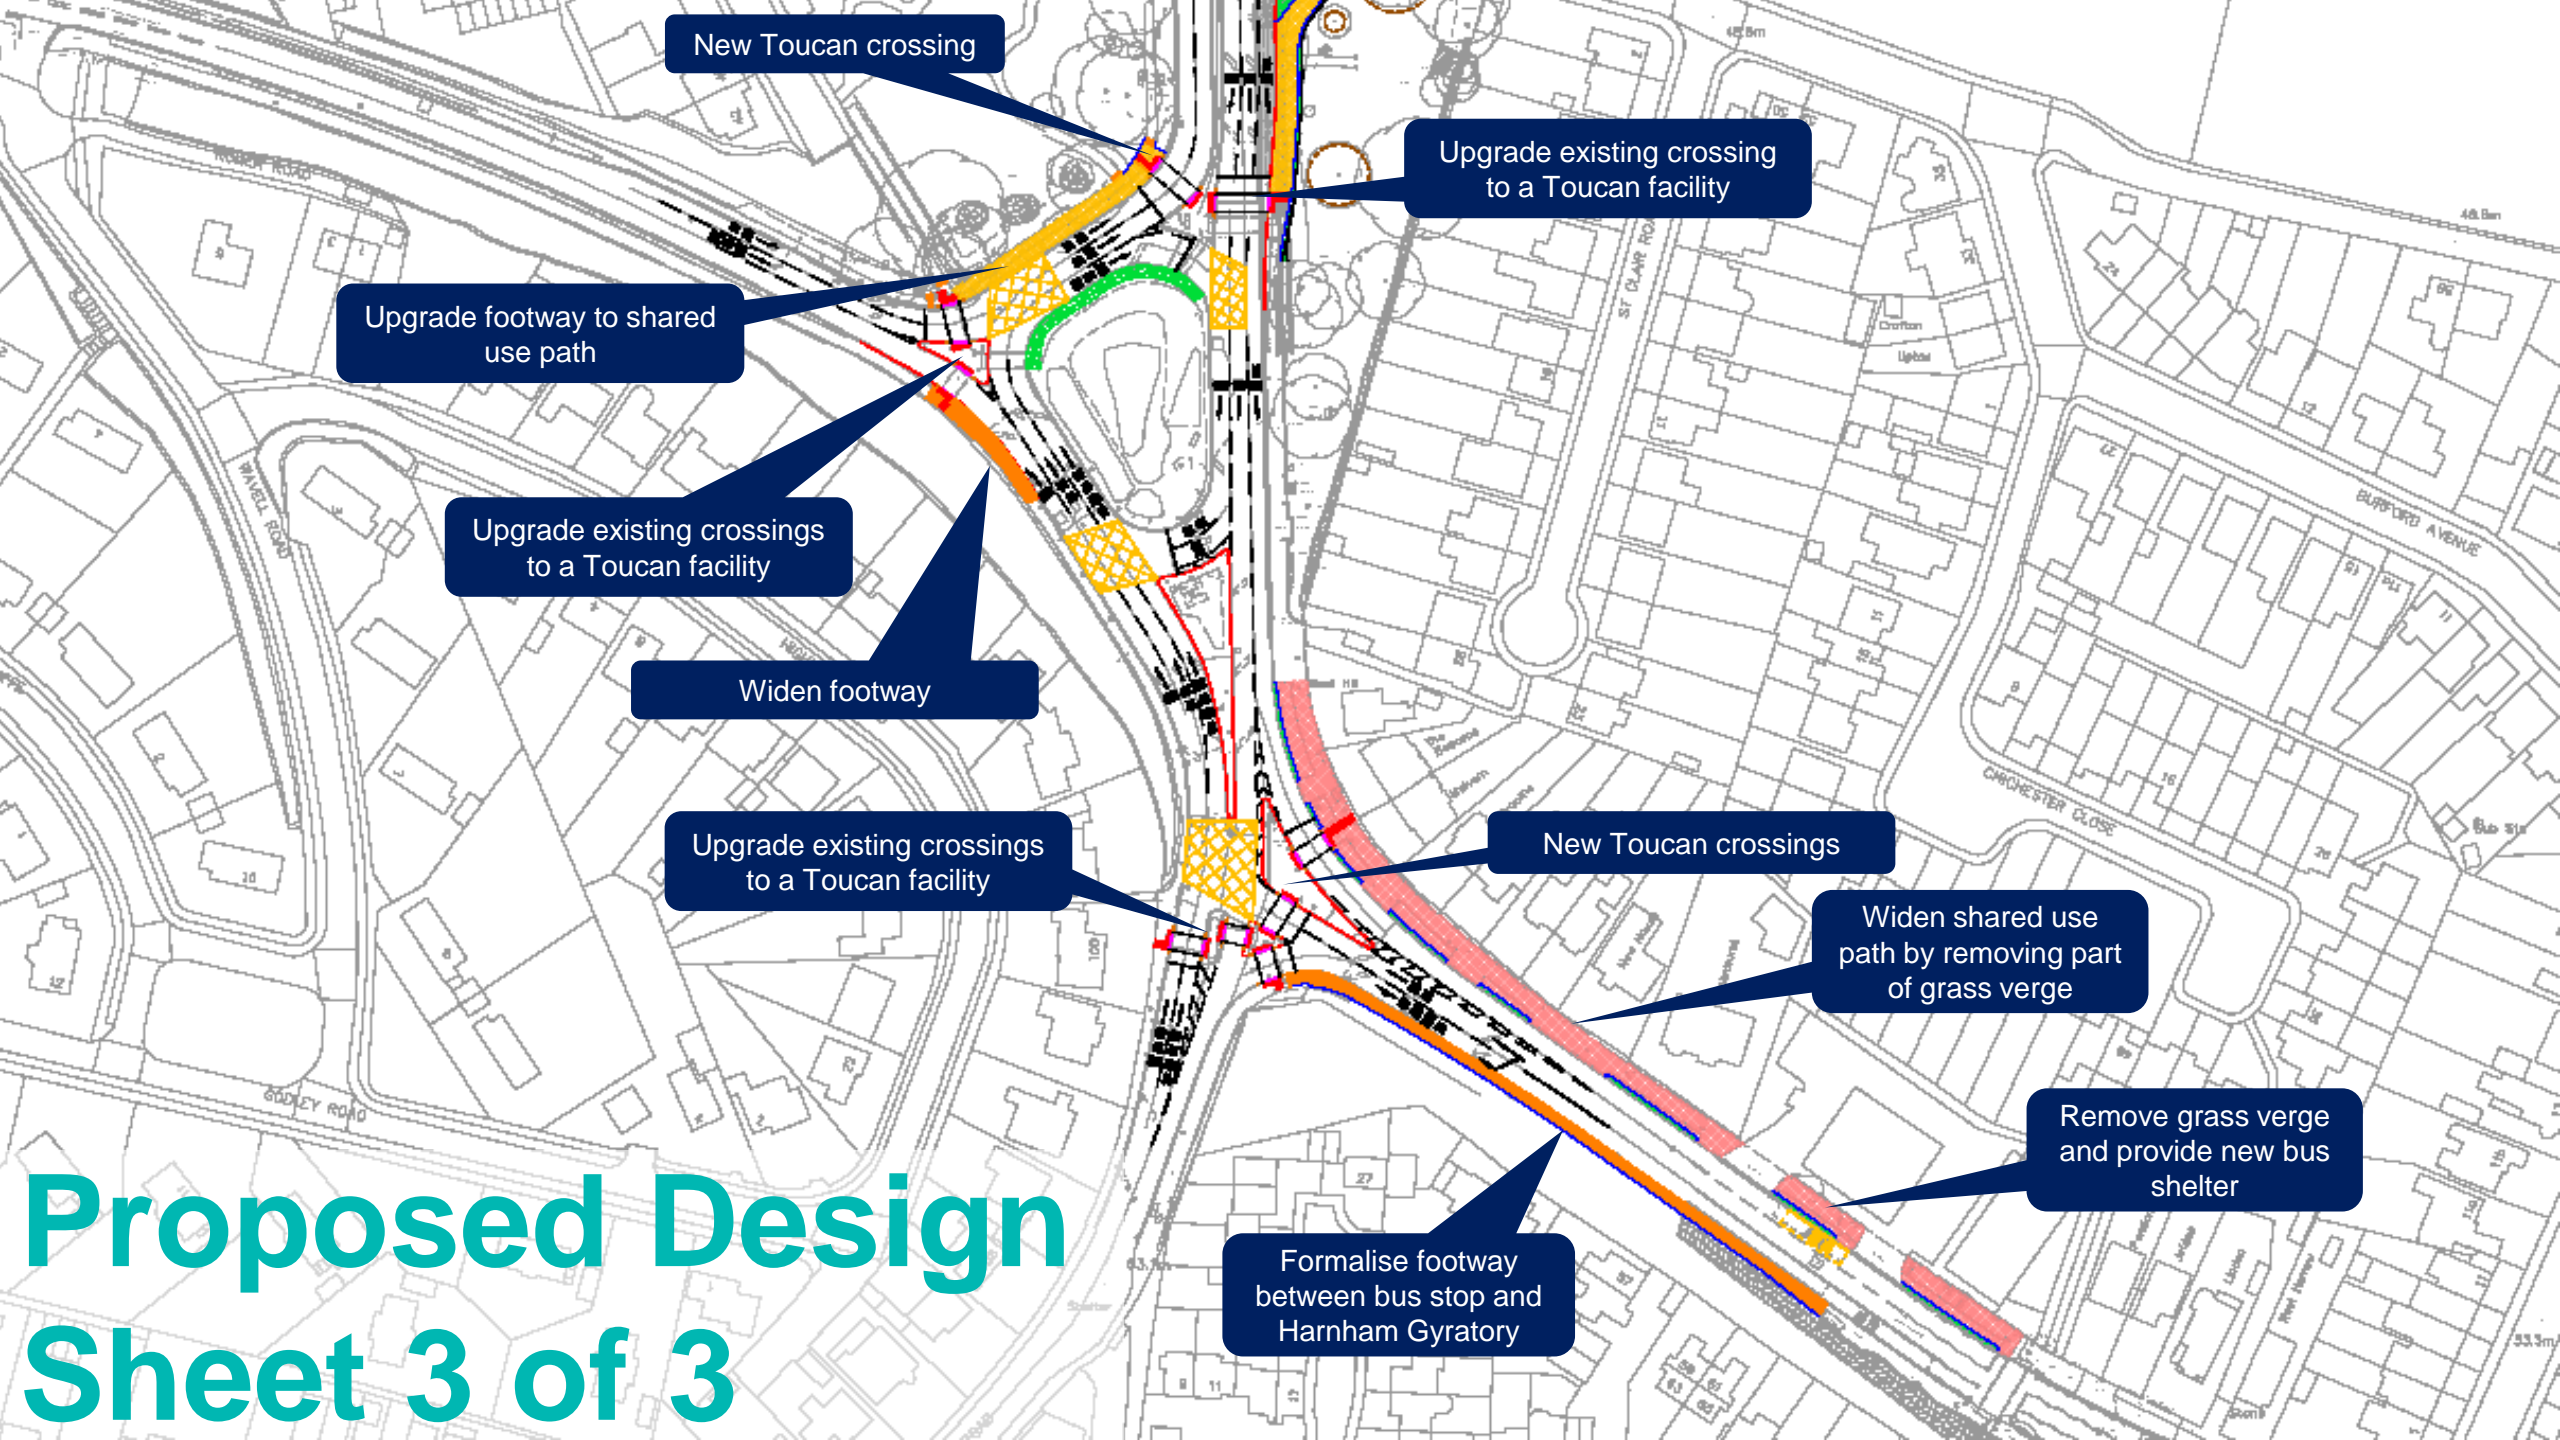 New Toucan crossing
Upgrade existing crossing
to a Toucan facility
Upgrade footway to shared
use path
Upgrade existing crossings
to a Toucan facility
Widen footway
Upgrade existing crossings
to a Toucan facility
New Toucan crossings
Widen shared use
path by removing part
of grass verge
Remove grass verge
and provide new bus
shelter
Formalise footway
between bus stop and
Harnham Gyratory
Proposed Design
Sheet 3 of 3
WAVELL ROAD
GODLEY ROAD
BURFORD AVENUE
CHICHESTER CLOSE
Crofton
Upton